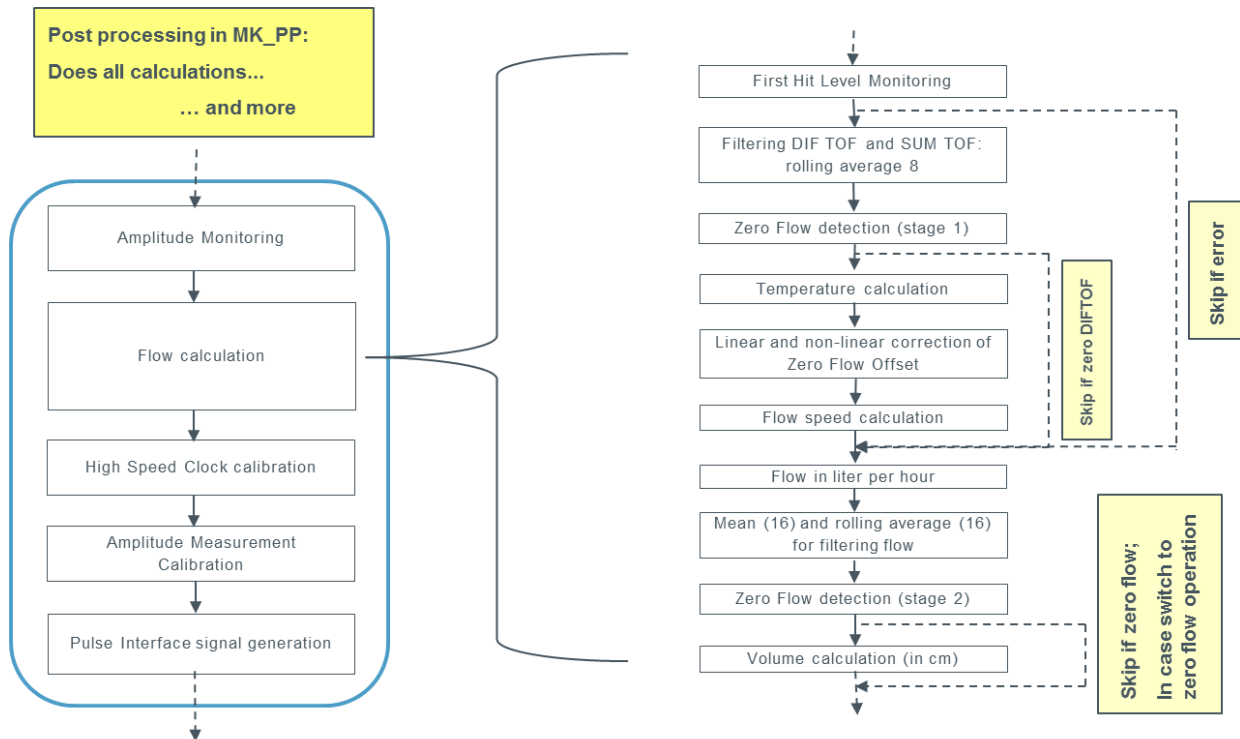 Post processing in MK_PP:
Does all calculations...
… and more
Amplitude Monitoring
Flow calculation
High Speed Clock calibration
Amplitude Measurement
Calibration
Pulse Interface signal generation
First Hit Level Monitoring
Filtering DIF TOF and SUM TOF:
rolling average 8
Zero Flow detection (stage 1)
Temperature calculation
Linear and non-linear correction of
Zero Flow Offset
Flow speed calculation
Flow in liter per hour
Mean (16) and rolling average (16)
for filtering flow
Zero Flow detection (stage 2)
Volume calculation (in cm)
Skip if zero DIFTOF
Skip if error
Skip if zero flow;
In case switch to
zero flow operation